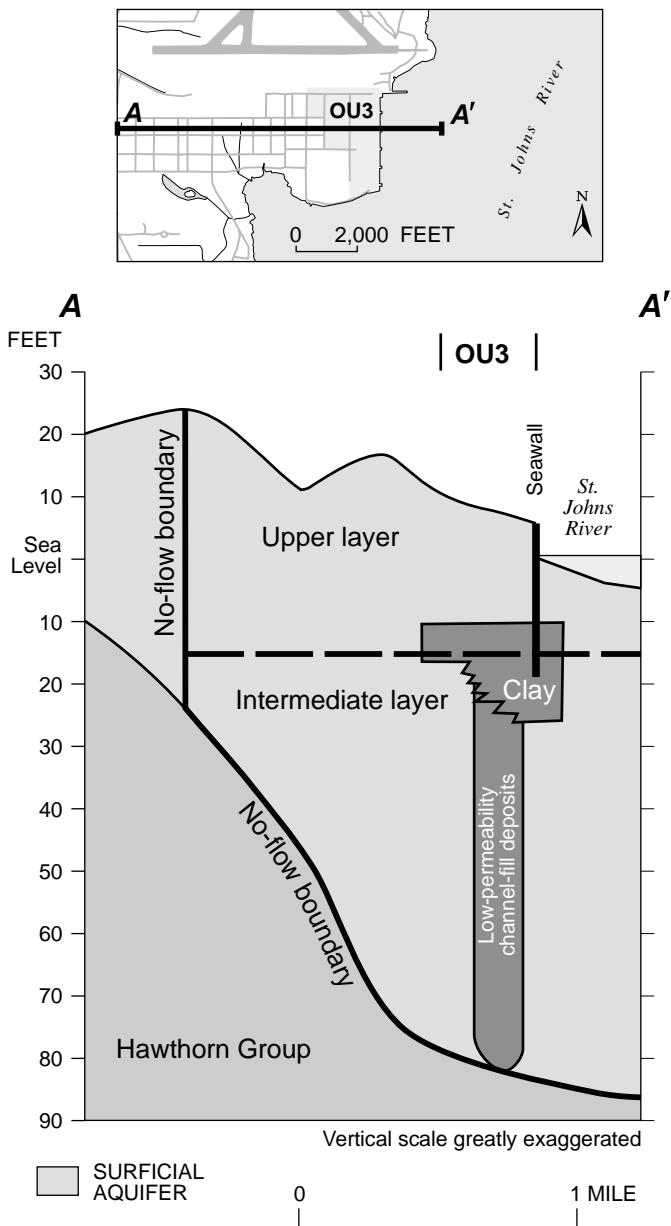 A
OU3
A′
St. Johns River
N
0 2,000 FEET
A
A′
FEET
OU3
30
20
10
Sea
Level
10
20
30
40
50
60
70
80
90
No-flow boundary
Upper layer
Seawall
St.
Johns
River
Intermediate layer
Clay
No-flow boundary
Low-permeability
channel-fill deposits
Hawthorn Group
Vertical scale greatly exaggerated
SURFICIAL
AQUIFER
0 1 MILE